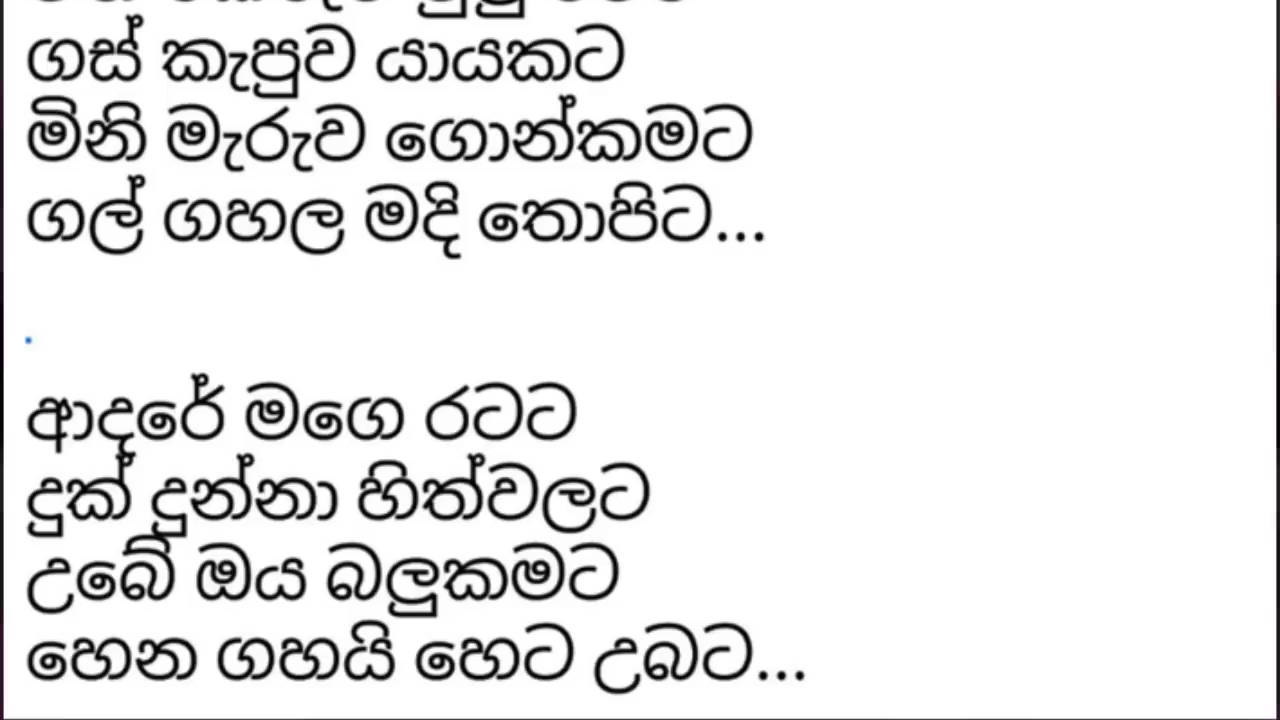 ගස් කැපුව යායකට
මිනි මැරුව ගොන්කමට
ගල් ගහල මදි තොපිට...
ආදරේ මගෙ රටට
දුක් දුන්නා හිත්වලට
උබේ ඔය බලුකමට
හෙන ගහයි හෙට උබට...